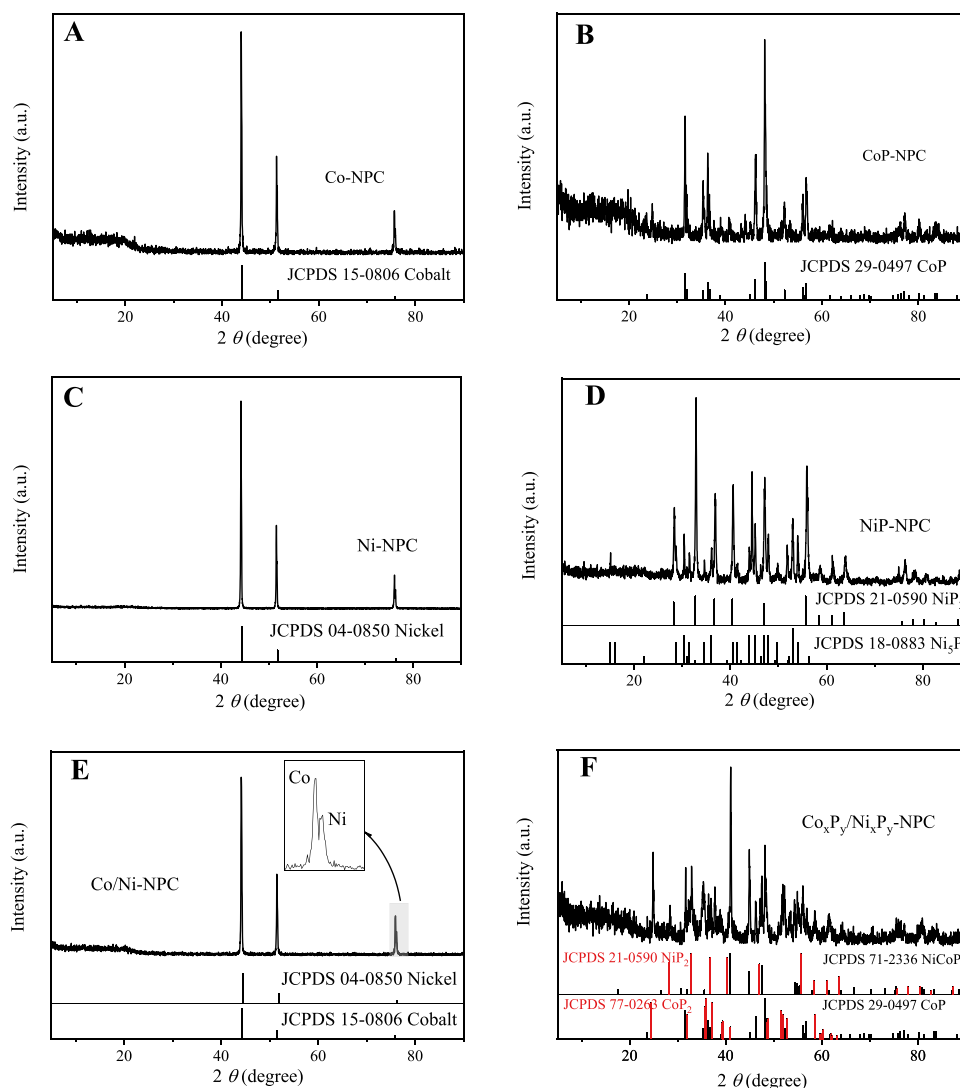 A
Intensity (a.u.)
Co-NPC
JCPDS 15-0806 Cobalt
20 40 60 80
2 θ (degree)
B
Intensity (a.u.)
CoP-NPC
JCPDS 29-0497 CoP
20 40 60 80
2 θ (degree)
C
Intensity (a.u.)
Ni-NPC
JCPDS 04-0850 Nickel
20 40 60 80
2 θ (degree)
D
Intensity (a.u.)
NiP-NPC
JCPDS 21-0590 NiP₂
JCPDS 18-0883 Ni₅P
20 40 60 80
2 θ (degree)
E
Intensity (a.u.)
Co
Ni
Co/Ni-NPC
JCPDS 04-0850 Nickel
JCPDS 15-0806 Cobalt
20 40 60 80
2 θ (degree)
F
Intensity (a.u.)
CoₓPᵧ/NiₓPᵧ-NPC
JCPDS 21-0590 NiP₂ JCPDS 71-2336 NiCoP
JCPDS 77-0263 CoP₂ JCPDS 29-0497 CoP
20 40 60 80
2 θ (degree)